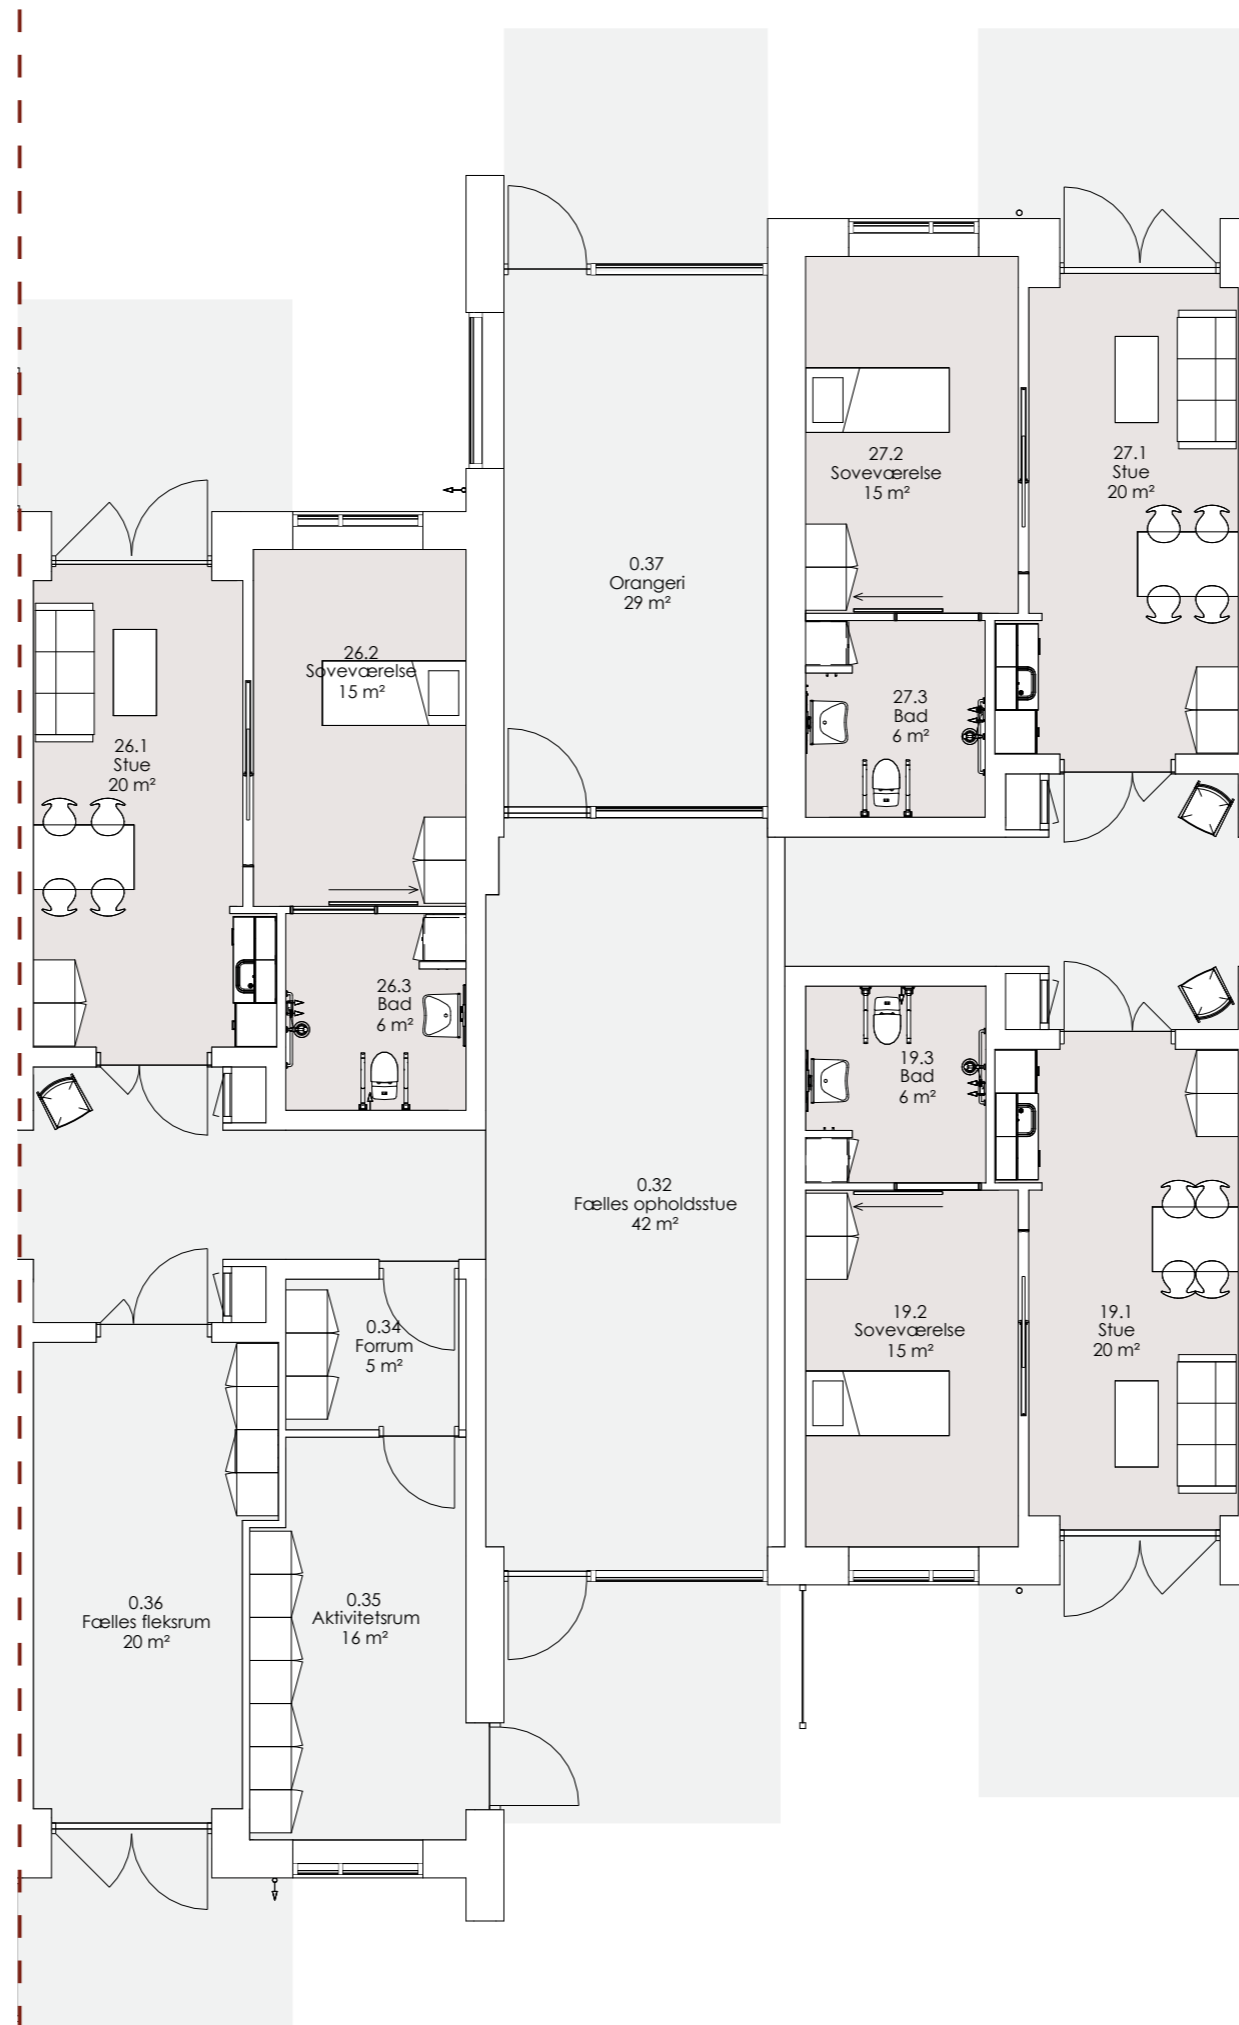 27.2
Soveværelse
15 m²
27.1
Stue
20 m²
0.37
Orangeri
29 m²
26.2
Soveværelse
15 m²
27.3
Bad
6 m²
26.1
Stue
20 m²
26.3
Bad
6 m²
19.3
Bad
6 m²
0.32
Fælles opholdsstue
42 m²
19.2
Soveværelse
15 m²
19.1
Stue
20 m²
0.34
Forrum
5 m²
0.36
Fælles fleksrum
20 m²
0.35
Aktivitetsrum
16 m²